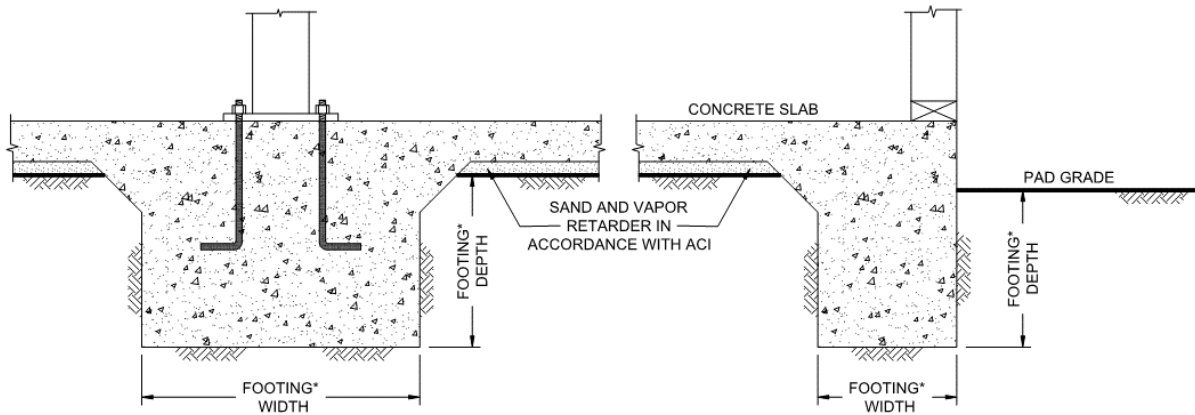 CONCRETE SLAB
PAD GRADE
SAND AND VAPOR
RETARDER IN
ACCORDANCE WITH ACI
FOOTING*
DEPTH
FOOTING*
DEPTH
FOOTING*
WIDTH
FOOTING*
WIDTH